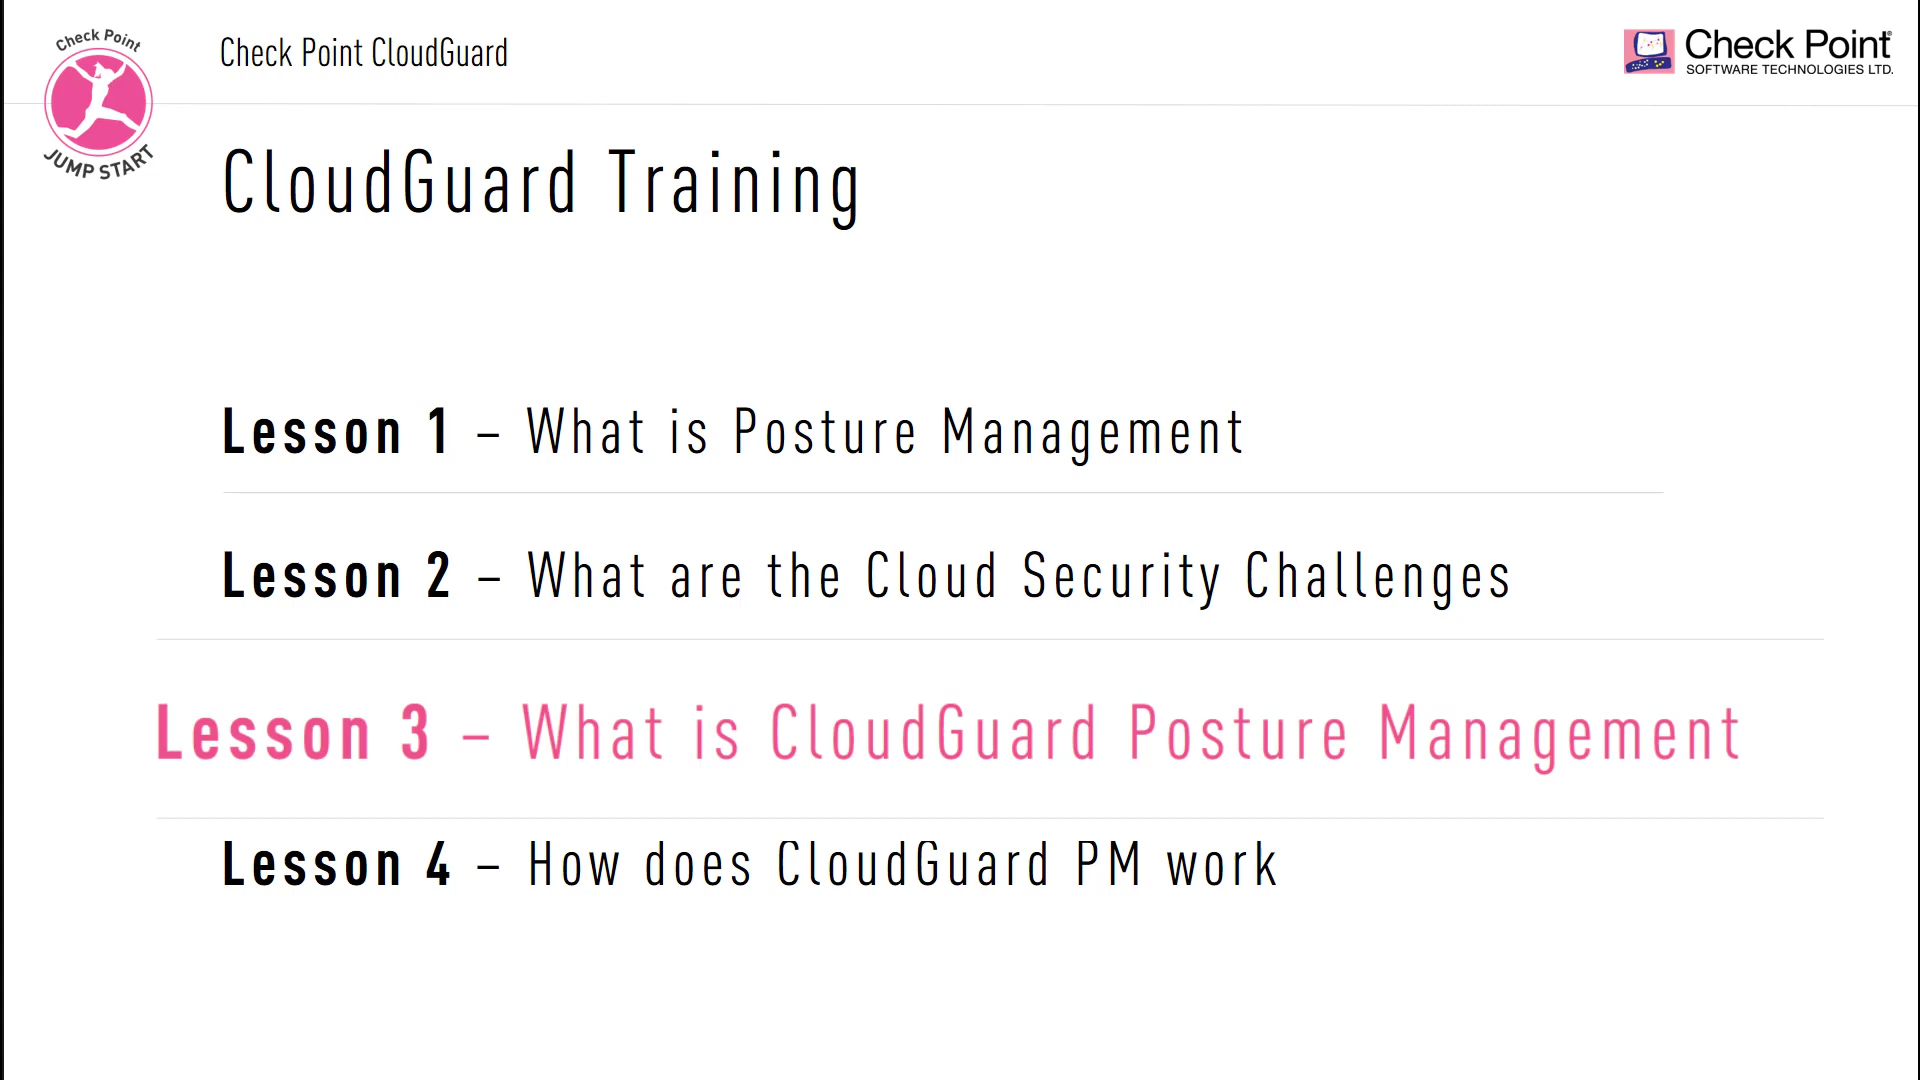 Check Point
JUMP START
Check Point CloudGuard
Check Point®
SOFTWARE TECHNOLOGIES LTD.
CloudGuard Training
Lesson 1 – What is Posture Management
Lesson 2 – What are the Cloud Security Challenges
Lesson 3 – What is CloudGuard Posture Management
Lesson 4 – How does CloudGuard PM work